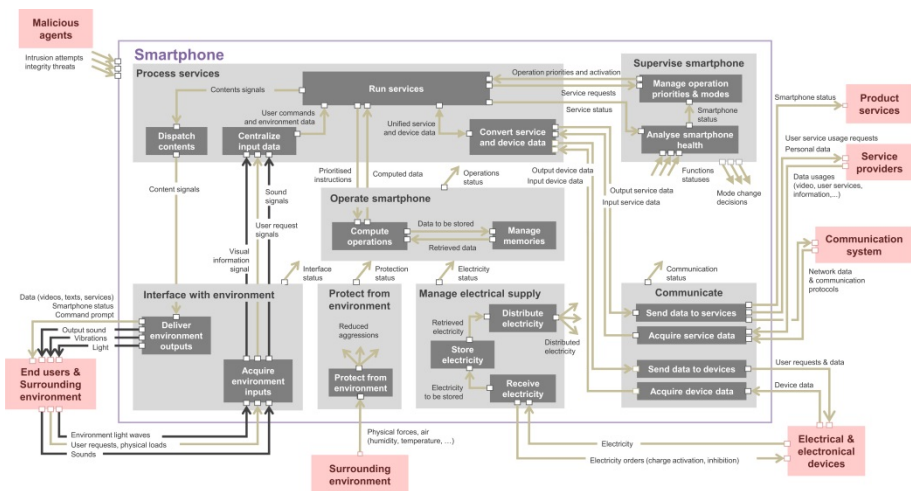 Malicious
agents
Intrusion attempts
integrity threats
Smartphone
Process services
Contents signals
Run services
Operation priorities and activation
Service requests
Service status
Supervise smartphone
Manage operation
priorities & modes
Smartphone
status
Analyse smartphone
health
Functions
statuses
Mode change
decisions
Smartphone status
Product
services
User service usage requests
Personal data
Service
providers
Data usages
(video, user services,
information,...)
Communication
system
Network data
& communication
protocols
User commands
and environment data
Unified service
and device data
Dispatch
contents
Centralize
input data
Convert service
and device data
Content signals
Sound
signals
User request
signals
Visual
information
signal
Prioritised
instructions
Computed data
Operations
status
Output device data
Input device data
Output service data
Input service data
Operate smartphone
Compute
operations
Data to be stored
Retrieved data
Manage
memories
Interface
status
Protection
status
Electricity
status
Communication
status
Interface with environment
Data (videos, texts, services)
Smartphone status
Command prompt
Output sound
Vibrations
Light
Deliver
environment
outputs
Acquire
environment
inputs
End users &
Surrounding
environment
Environment light waves
User requests, physical loads
Sounds
Protect from
environment
Reduced
aggressions
Protect from
environment
Physical forces, air
(humidity, temperature, …)
Surrounding
environment
Manage electrical supply
Distribute
electricity
Retrieved
electricity
Distributed
electricity
Store
electricity
Electricity
to be stored
Receive
electricity
Electricity
Electricity orders (charge activation, inhibition)
Communicate
Send data to services
Acquire service data
Send data to devices
Acquire device data
User requests & data
Device data
Electrical &
electronical
devices